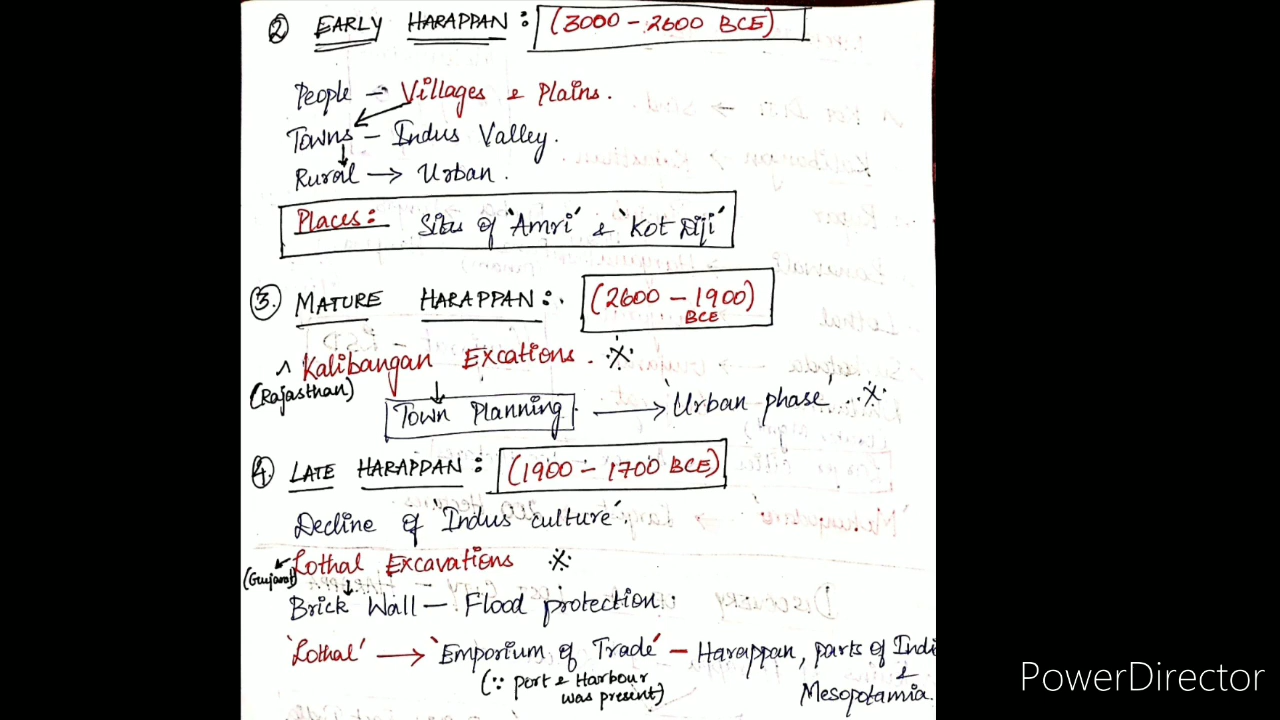 ② EARLY HARAPPAN : (3000 - 2600 BCE)
People → Villages & Plains.
Towns - Indus Valley.
↓
Rural → Urban.
Places: Sites of 'Amri' & 'Kot Diji'
③. MATURE HARAPPAN :. (2600 - 1900) BCE
^ Kalibangan Excations. ※
(Rajasthan) ↓
Town Planning. → 'Urban phase' ※
④ LATE HARAPPAN : (1900 - 1700 BCE)
Decline of 'Indus culture'.
Lothal Excavations ※
(Gujarat)
Brick Wall - Flood protection.
'Lothal' → 'Emporium of Trade' - Harappan, parts of Indi
(∵ port & Harbour was present) & Mesopotamia.
PowerDirector